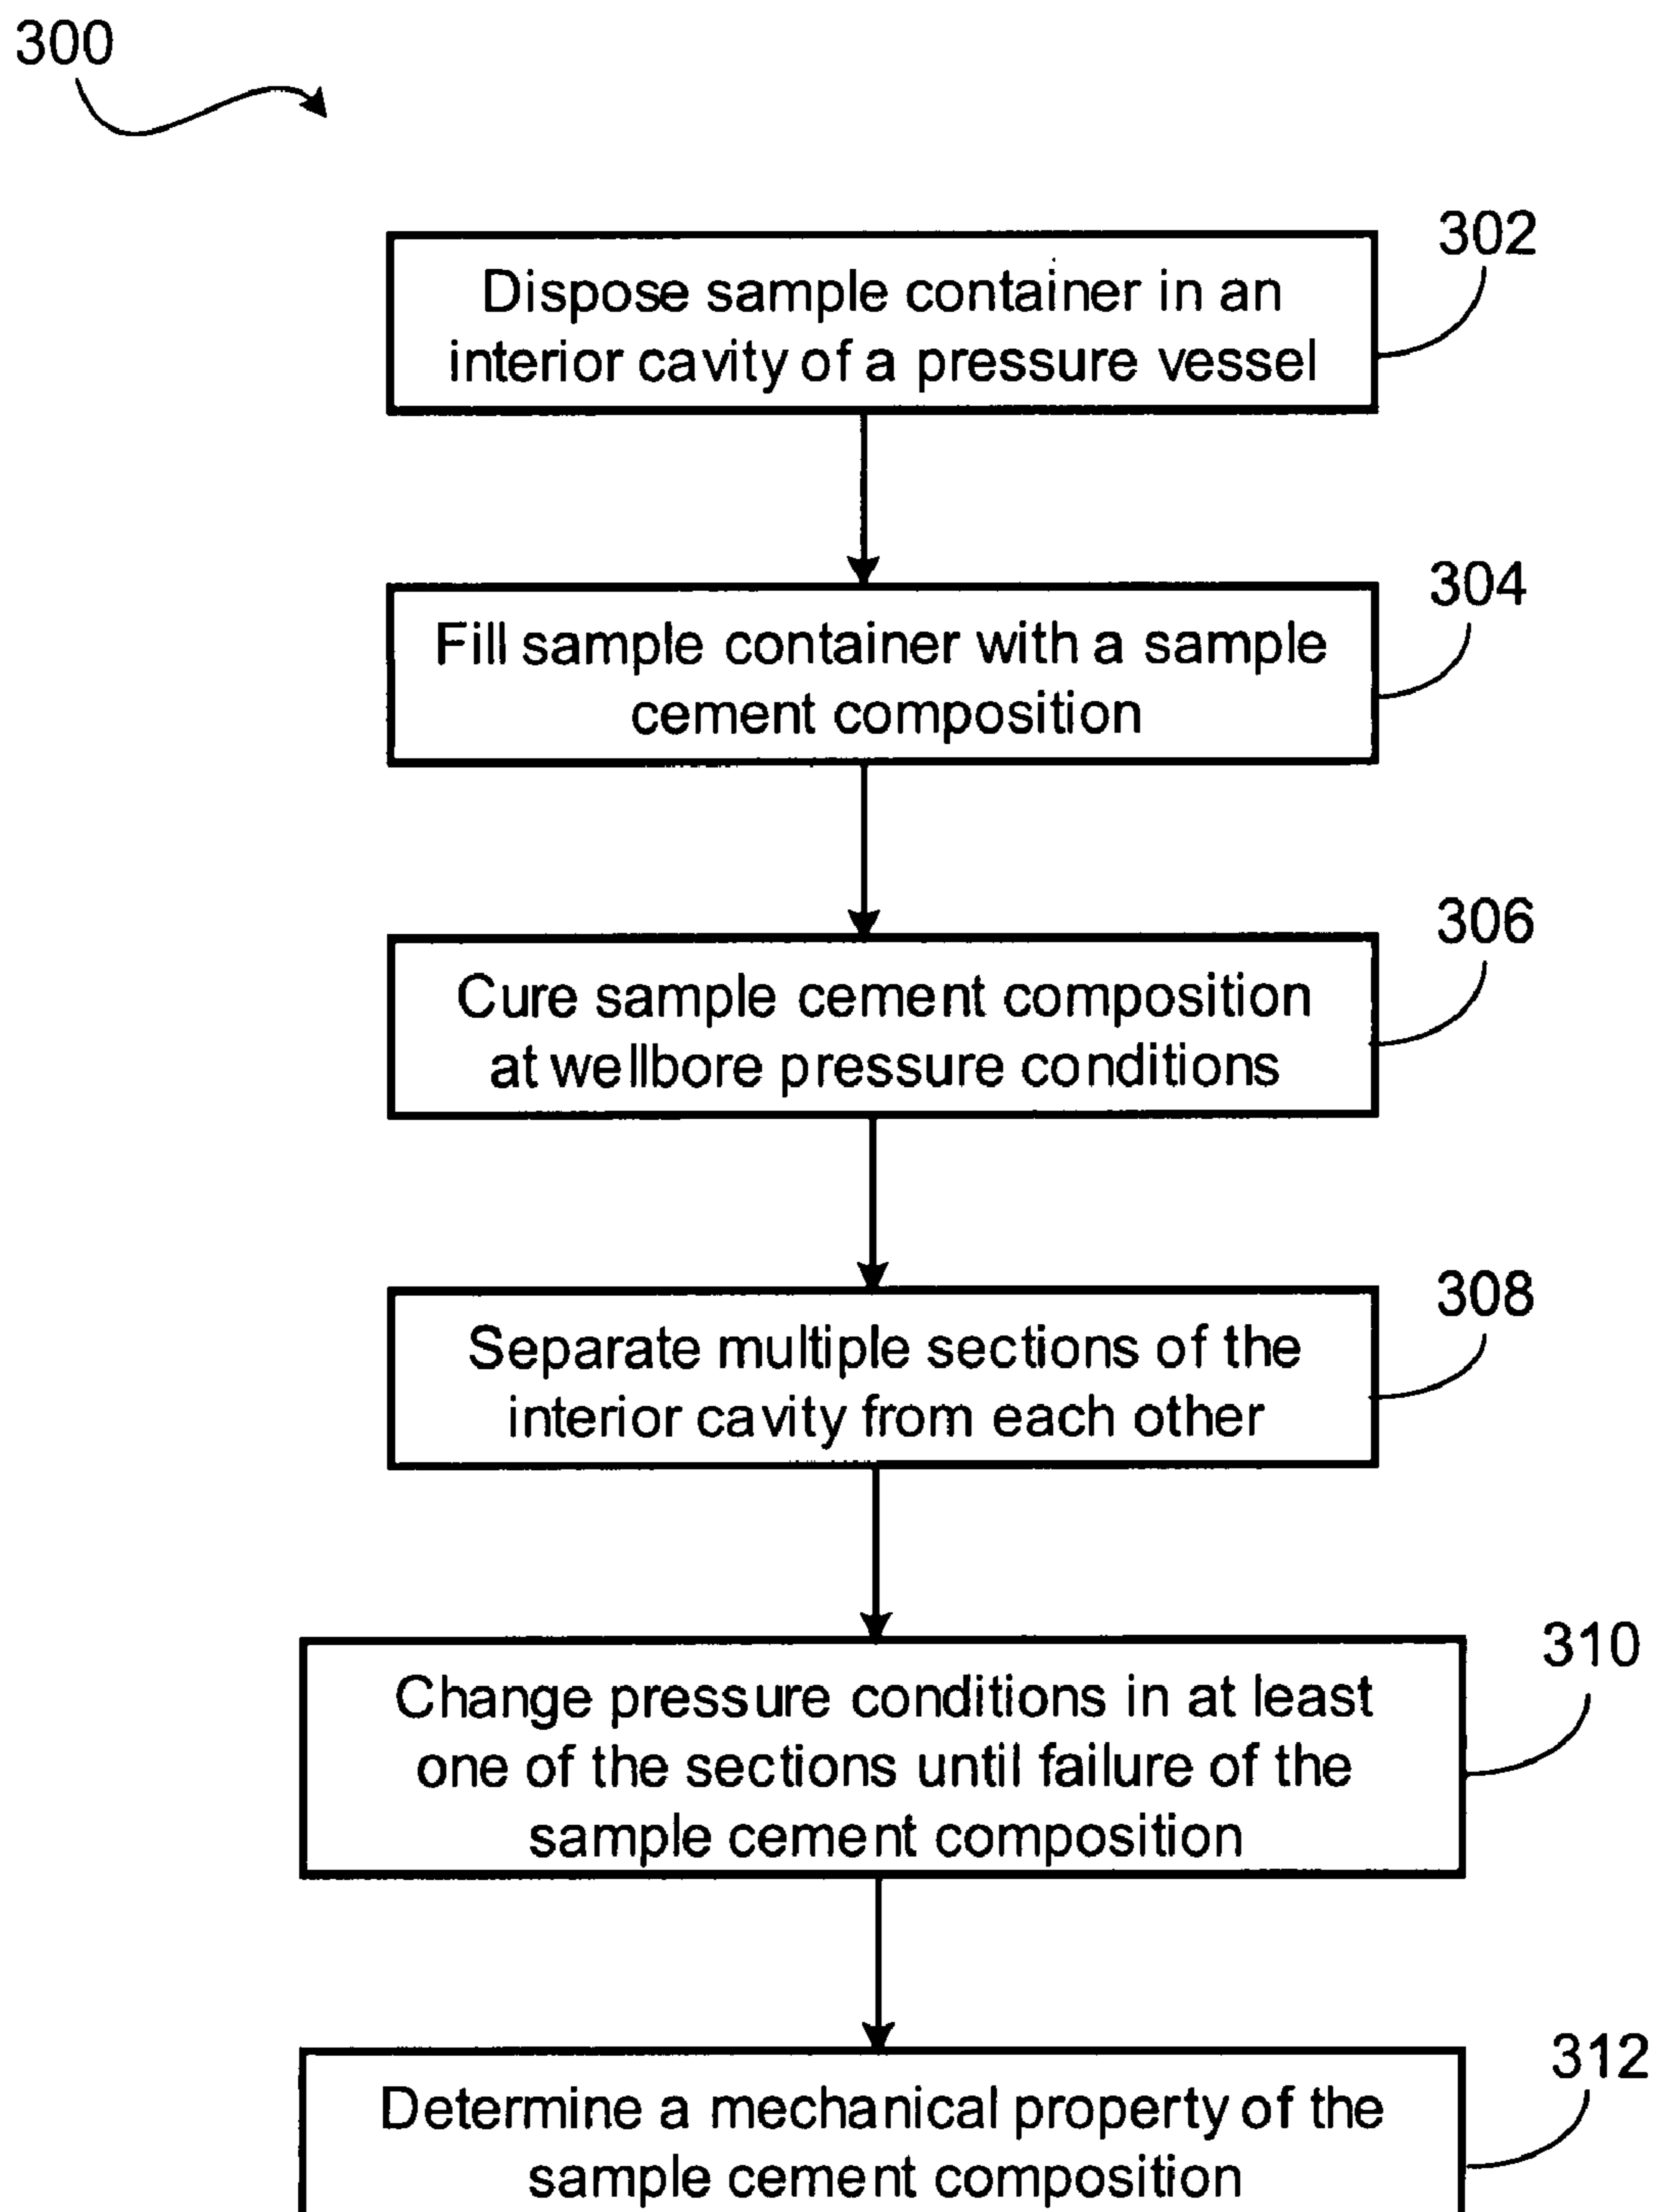 300
302
Dispose sample container in an
interior cavity of a pressure vessel
304
Fill sample container with a sample
cement composition
306
Cure sample cement composition
at wellbore pressure conditions
308
Separate multiple sections of the
interior cavity from each other
310
Change pressure conditions in at least
one of the sections until failure of the
sample cement composition
312
Determine a mechanical property of the
sample cement composition